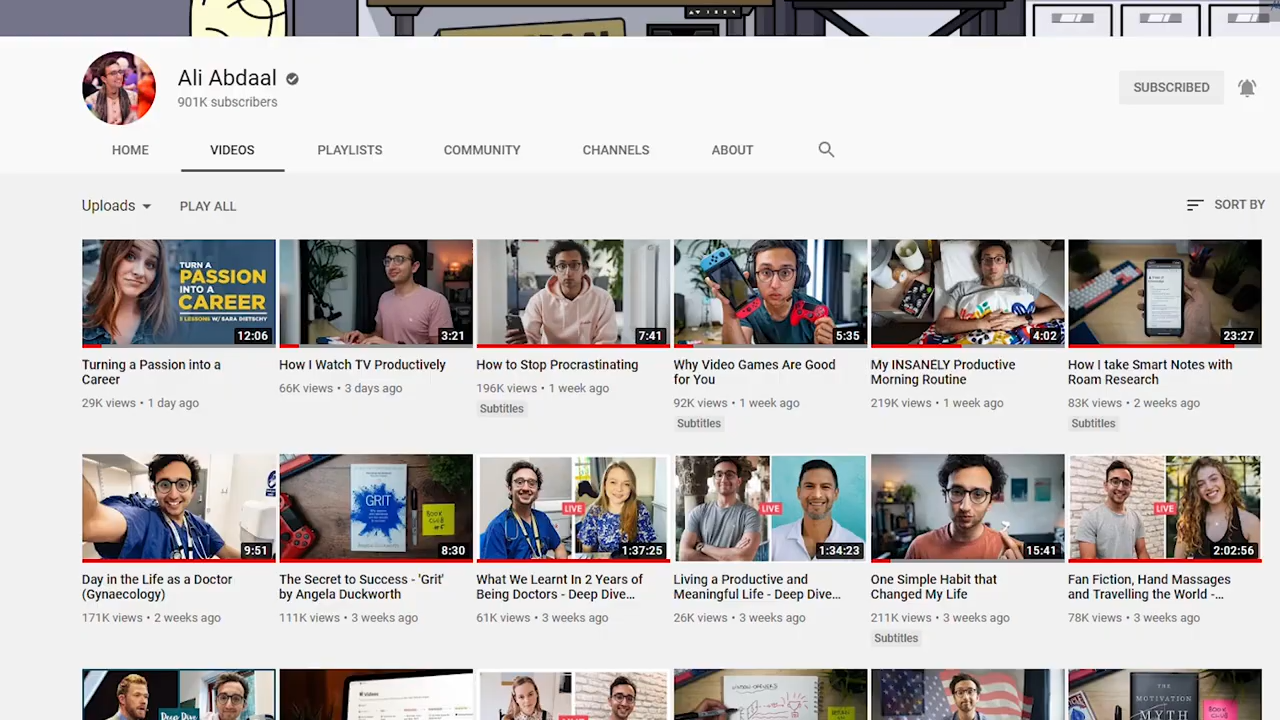 Ali Abdaal
901K subscribers
SUBSCRIBED
HOME
VIDEOS
PLAYLISTS
COMMUNITY
CHANNELS
ABOUT
Uploads
PLAY ALL
SORT BY
TURN A
PASSION
INTO A
CAREER
5 LESSONS W/ SARA DIETSCHY
12:06
3:21
7:41
5:35
4:02
23:27
Turning a Passion into a
Career
29K views • 1 day ago
How I Watch TV Productively
66K views • 3 days ago
How to Stop Procrastinating
196K views • 1 week ago
Subtitles
Why Video Games Are Good
for You
92K views • 1 week ago
Subtitles
My INSANELY Productive
Morning Routine
219K views • 1 week ago
How I take Smart Notes with
Roam Research
83K views • 2 weeks ago
Subtitles
9:51
GRIT
BOOK
CLUB
8:30
LIVE
1:37:25
LIVE
1:34:23
15:41
LIVE
2:02:56
Day in the Life as a Doctor
(Gynaecology)
171K views • 2 weeks ago
The Secret to Success - 'Grit'
by Angela Duckworth
111K views • 3 weeks ago
What We Learnt In 2 Years of
Being Doctors - Deep Dive...
61K views • 3 weeks ago
Living a Productive and
Meaningful Life - Deep Dive...
26K views • 3 weeks ago
One Simple Habit that
Changed My Life
211K views • 3 weeks ago
Subtitles
Fan Fiction, Hand Massages
and Travelling the World -...
78K views • 3 weeks ago
Deep Dive
Videos
THE
MOTIVATION
MYTH
BOOK